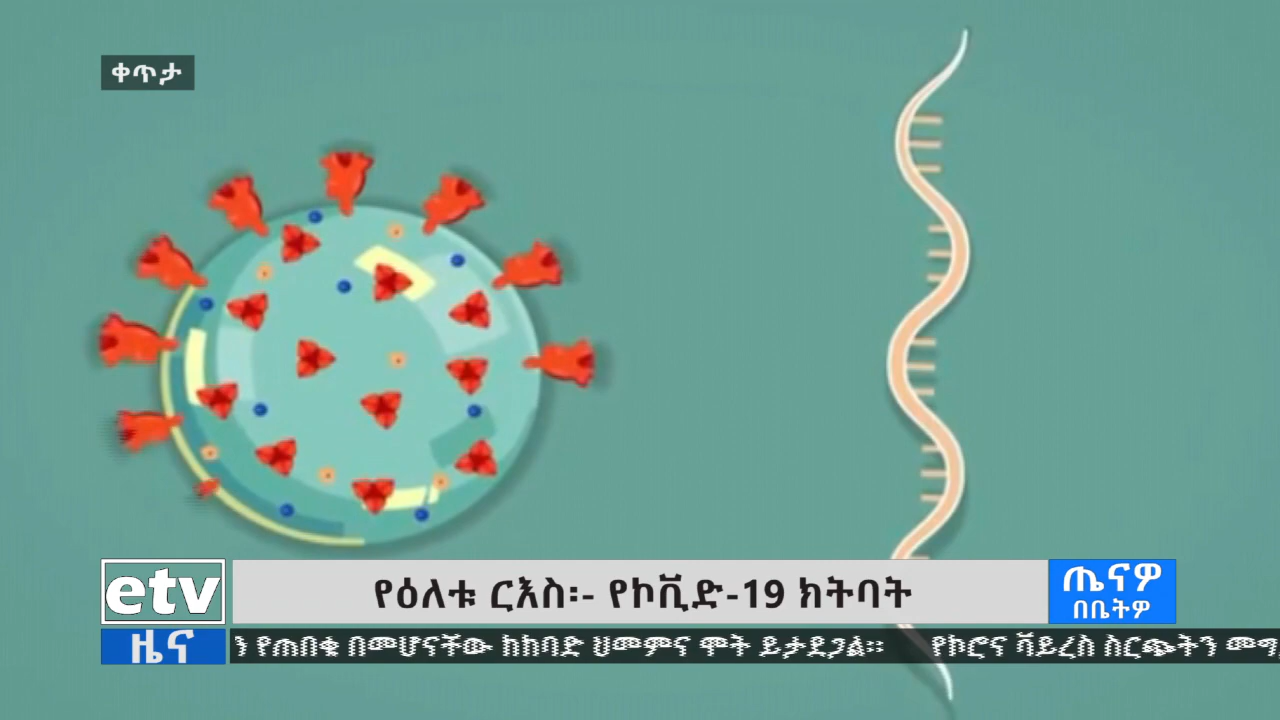 ቀጥታ
etv
የዕለቱ ርእስ፡- የኮቪድ-19 ክትባት
ጤናዎ
በቤትዎ
ዜና
ን የጠበቁ በመሆናቸው ከከባድ ህመምና ሞት ይታደጋል። የኮሮና ቫይረስ ስርጭትን